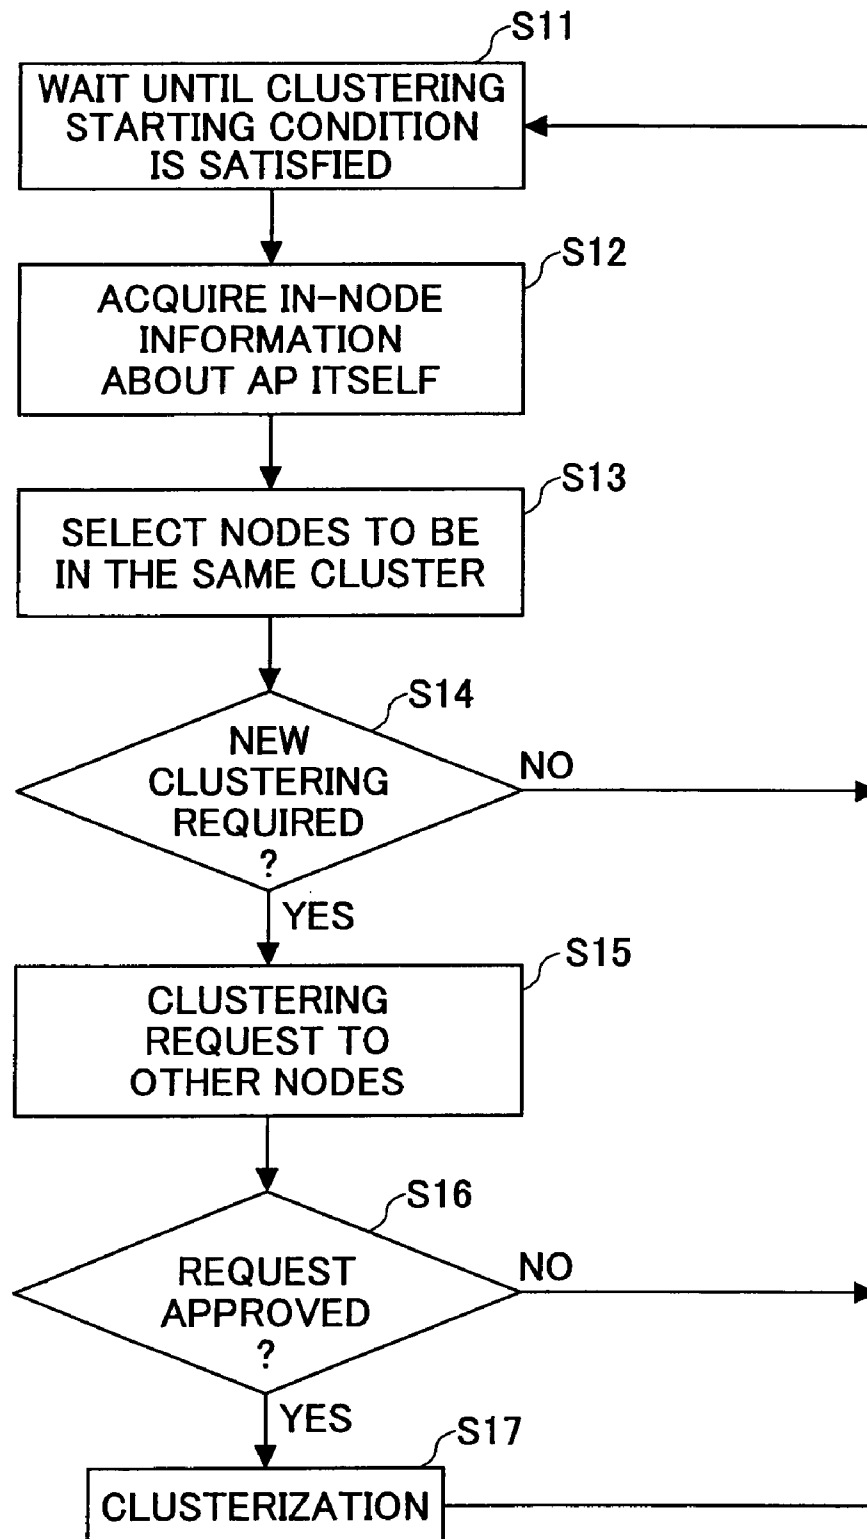 S11
WAIT UNTIL CLUSTERING
STARTING CONDITION
IS SATISFIED
S12
ACQUIRE IN-NODE
INFORMATION
ABOUT AP ITSELF
S13
SELECT NODES TO BE
IN THE SAME CLUSTER
S14
NEW
CLUSTERING
REQUIRED
?
NO
YES
S15
CLUSTERING
REQUEST TO
OTHER NODES
S16
REQUEST
APPROVED
?
NO
YES
S17
CLUSTERIZATION